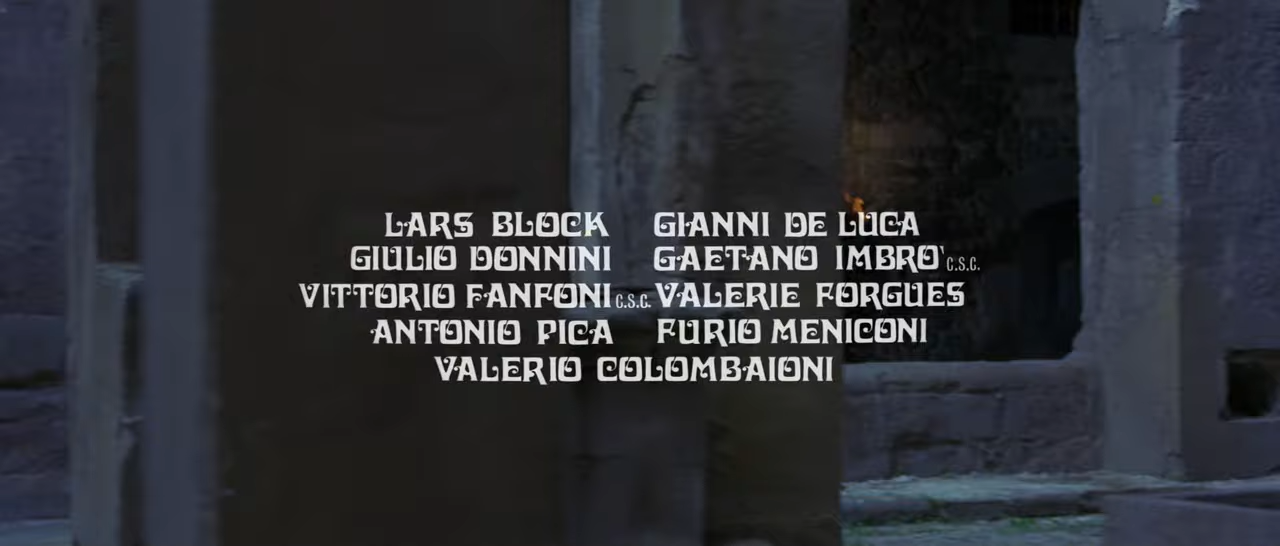 LARS BLOCK GIANNI DE LUCA
GIULIO DONNINI GAETANO IMBRO' C.S.C.
VITTORIO FANFONI C.S.C. VALERIE FORGUES
ANTONIO PICA FURIO MENICONI
VALERIO COLOMBAIONI